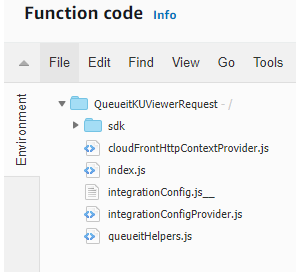 Function code Info
File Edit Find View Go Tools
Environment
QueueitKUViewerRequest - /
sdk
cloudFrontHttpContextProvider.js
index.js
integrationConfig.js__
integrationConfigProvider.js
queueitHelpers.js